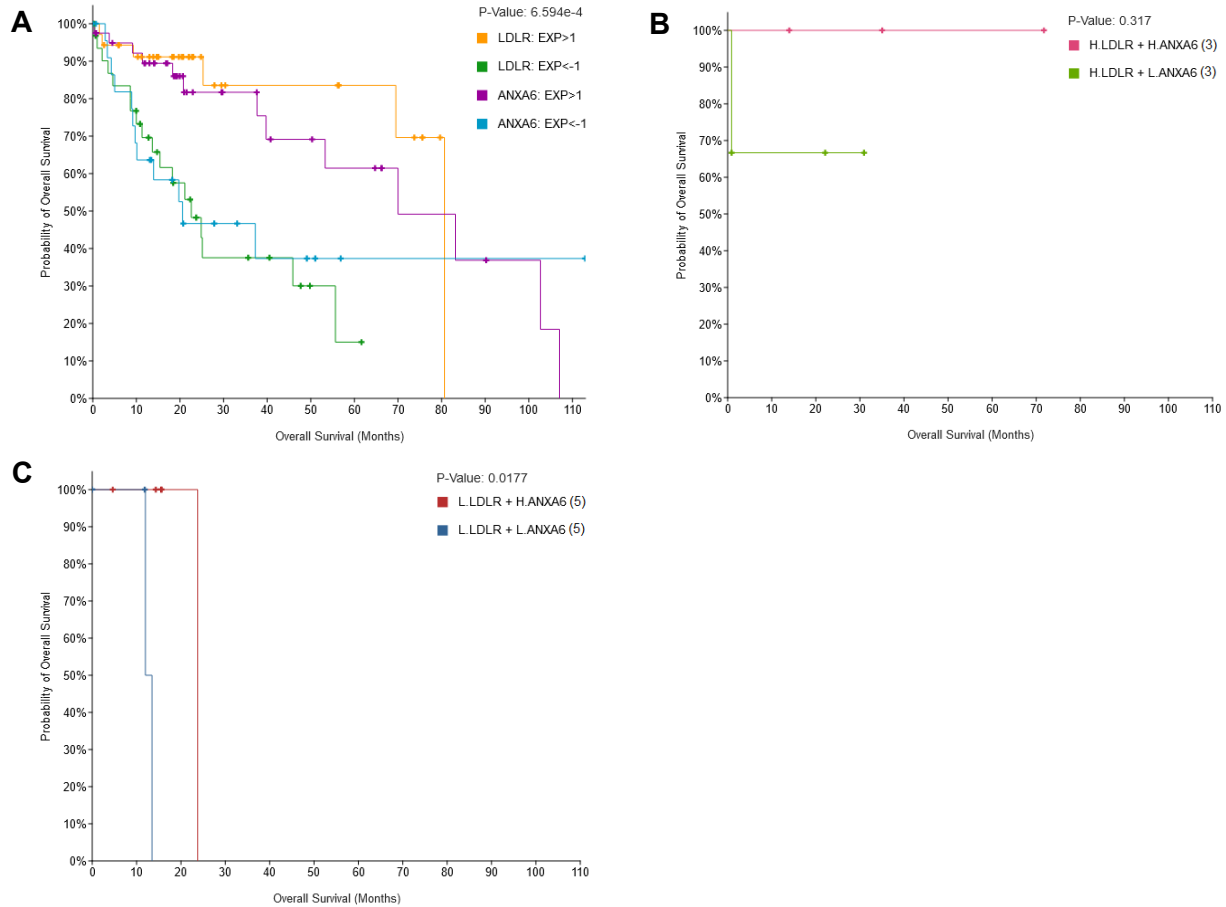 A
P-Value: 6.594e-4
LDLR: EXP>1
LDLR: EXP<-1
ANXA6: EXP>1
ANXA6: EXP<-1
Probability of Overall Survival
100%
90%
80%
70%
60%
50%
40%
30%
20%
10%
0%
0 10 20 30 40 50 60 70 80 90 100 110
Overall Survival (Months)
B
P-Value: 0.317
H.LDLR + H.ANXA6 (3)
H.LDLR + L.ANXA6 (3)
Probability of Overall Survival
100%
90%
80%
70%
60%
50%
40%
30%
20%
10%
0%
0 10 20 30 40 50 60 70 80 90 100 110
Overall Survival (Months)
C
P-Value: 0.0177
L.LDLR + H.ANXA6 (5)
L.LDLR + L.ANXA6 (5)
Probability of Overall Survival
100%
90%
80%
70%
60%
50%
40%
30%
20%
10%
0%
0 10 20 30 40 50 60 70 80 90 100 110
Overall Survival (Months)